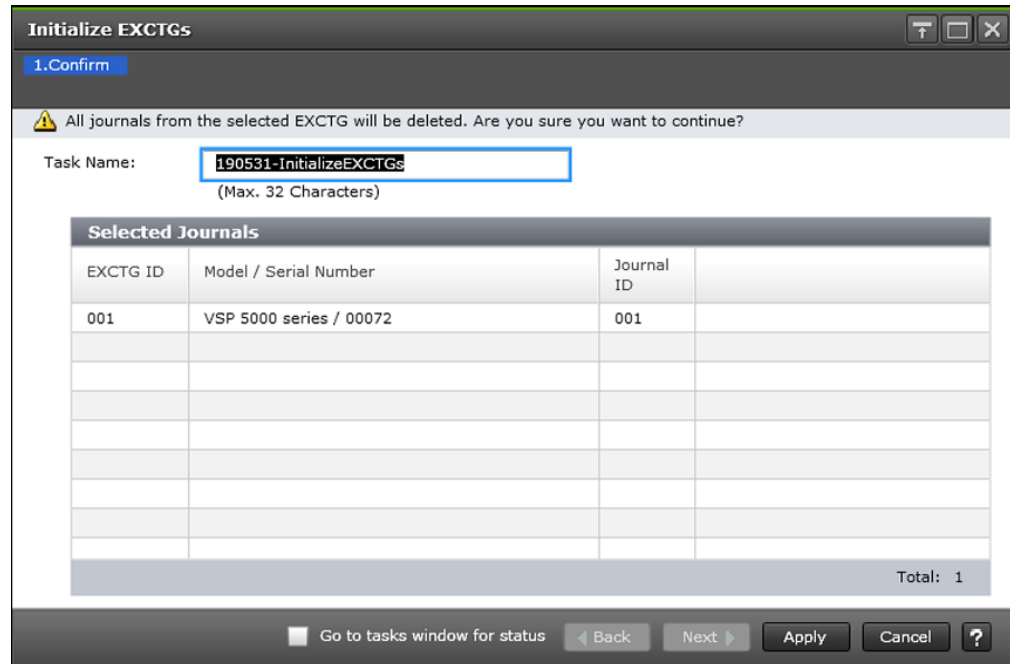 Initialize EXCTGs
1.Confirm
All journals from the selected EXCTG will be deleted. Are you sure you want to continue?
Task Name: 190531-InitializeEXCTGs
(Max. 32 Characters)
Selected Journals
EXCTG ID Model / Serial Number Journal ID
001 VSP 5000 series / 00072 001
Total: 1
Go to tasks window for status Back Next Apply Cancel ?